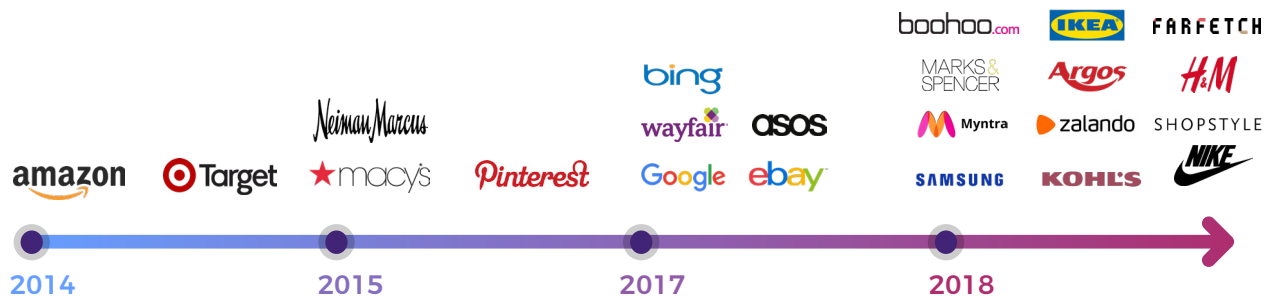 boohoo.com
IKEA
FARFETCH
bing
MARKS&
SPENCER
Argos
H&M
Neiman Marcus
wayfair
asos
Myntra
zalando
SHOPSTYLE
amazon
Target
macy's
Pinterest
Google
ebay
SAMSUNG
KOHL'S
NIKE
2014
2015
2017
2018